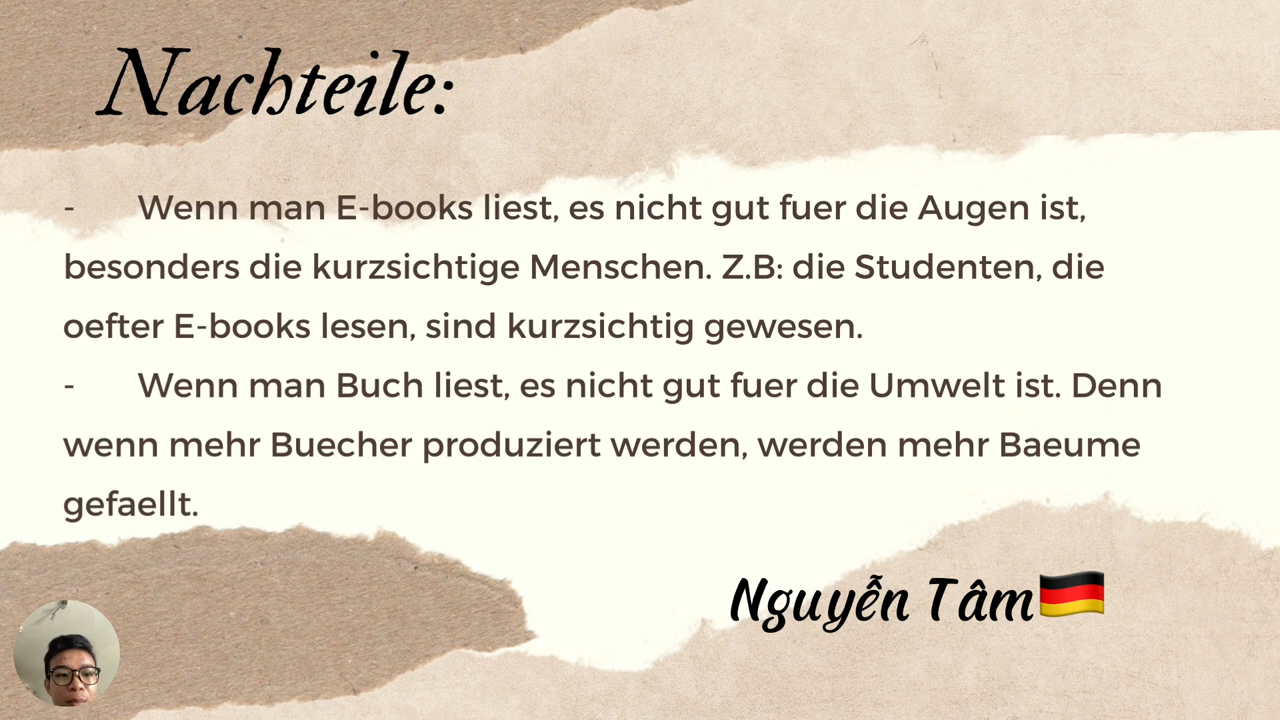 Nachteile:
- Wenn man E-books liest, es nicht gut fuer die Augen ist,
besonders die kurzsichtige Menschen. Z.B: die Studenten, die
oefter E-books lesen, sind kurzsichtig gewesen.
- Wenn man Buch liest, es nicht gut fuer die Umwelt ist. Denn
wenn mehr Buecher produziert werden, werden mehr Baeume
gefaellt.
Nguyễn Tâm